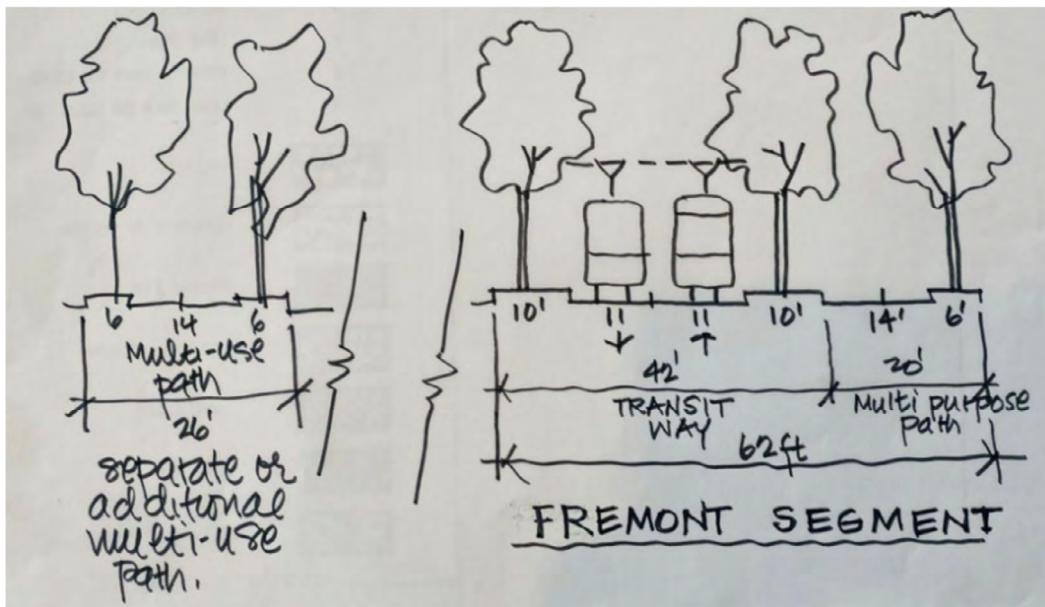 6 14 6
Multi-use
path
26'
separate or
additional
multi-use
path.
10' 11 11 10' 14' 6'
42' 20'
TRANSIT
WAY
Multi purpose
path
62ft
FREMONT SEGMENT